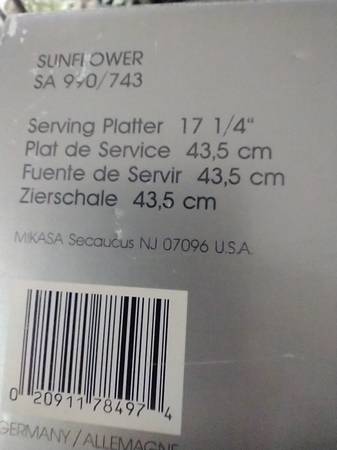 SUNFLOWER
SA 990/743
Serving Platter 17 1/4"
Plat de Service 43,5 cm
Fuente de Servir 43,5 cm
Zierschale 43,5 cm
MIKASA Secaucus NJ 07096 U.S.A.
0 20911 78497 4
GERMANY / ALLEMAGNE